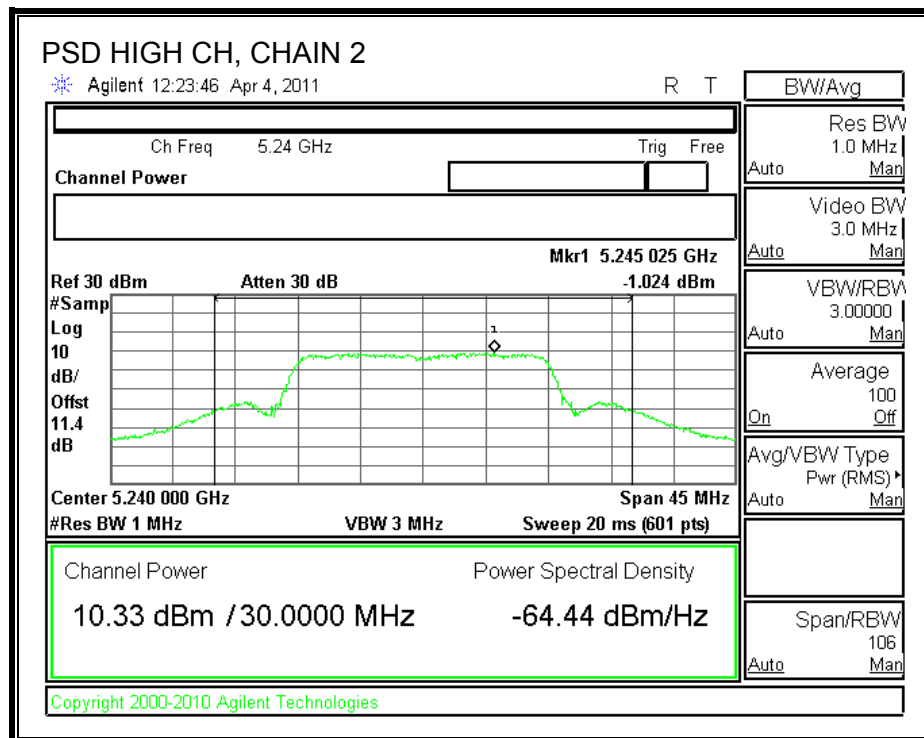 PSD HIGH CH, CHAIN 2
Agilent 12:23:46 Apr 4, 2011 R T
Ch Freq 5.24 GHz Trig Free
Channel Power
Mkr1 5.245 025 GHz
Ref 30 dBm Atten 30 dB -1.024 dBm
#Samp
Log
10
dB/
Offst
11.4
dB
1
Center 5.240 000 GHz Span 45 MHz
#Res BW 1 MHz VBW 3 MHz Sweep 20 ms (601 pts)
Channel Power Power Spectral Density
10.33 dBm / 30.0000 MHz -64.44 dBm/Hz
Copyright 2000-2010 Agilent Technologies
BW/Avg
Res BW
1.0 MHz
Auto Man
Video BW
3.0 MHz
Auto Man
VBW/RBW
3.00000
Auto Man
Average
100
On Off
Avg/VBW Type
Pwr (RMS)
Auto Man
Span/RBW
106
Auto Man